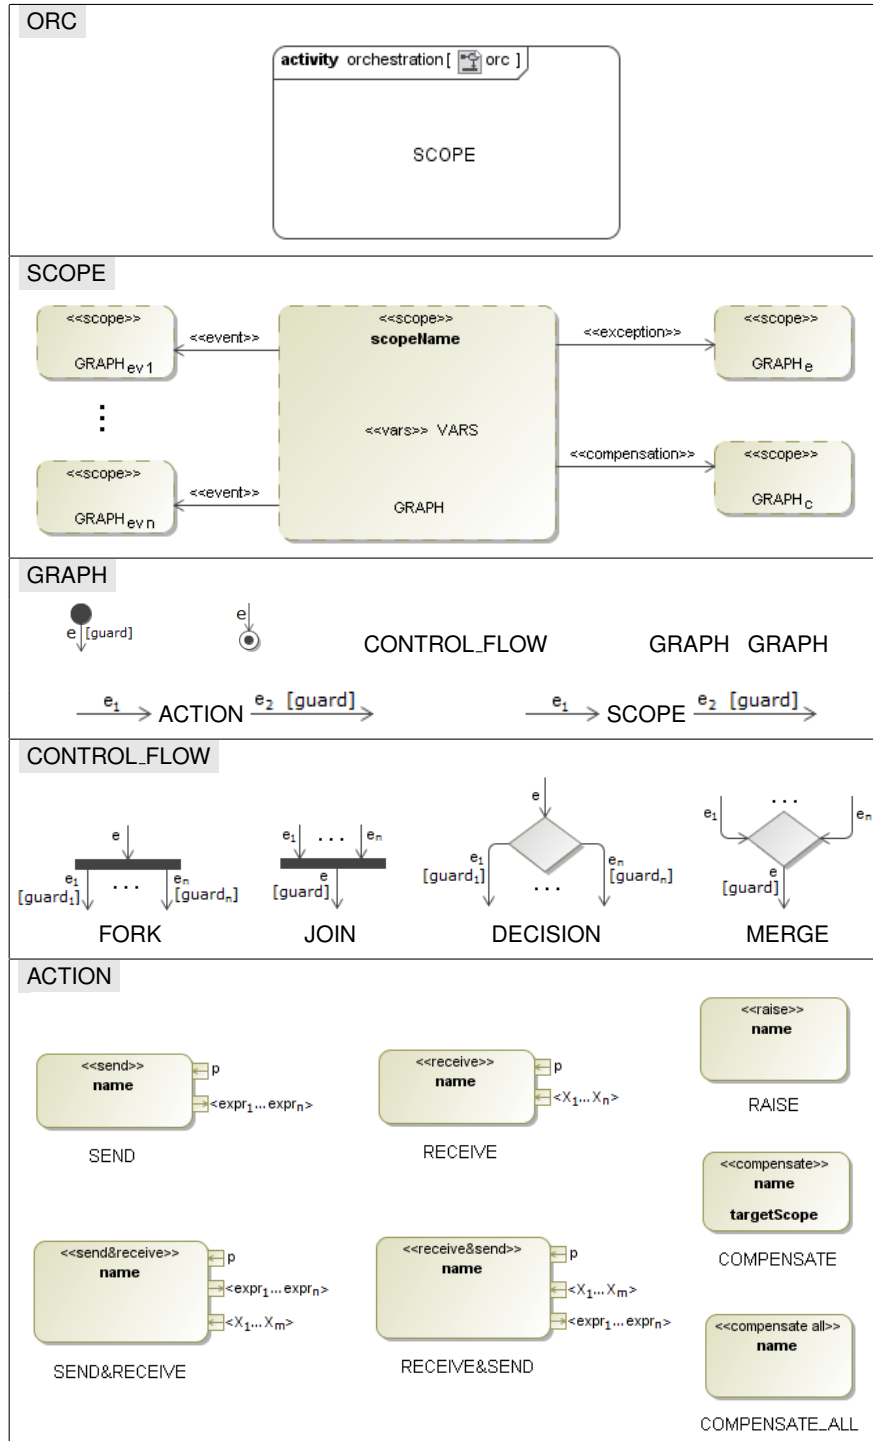 ORC
activity orchestration [ orc ]
SCOPE
SCOPE
<<scope>>
GRAPH ev1
<<event>>
<<scope>>
scopeName
<<exception>>
<<scope>>
GRAPH e
⋮
<<vars>> VARS
<<scope>>
GRAPH ev n
<<event>>
GRAPH
<<compensation>>
<<scope>>
GRAPH c
GRAPH
e [guard]
e
CONTROL_FLOW
GRAPH GRAPH
e1 ACTION e2 [guard]
e1 SCOPE e2 [guard]
CONTROL_FLOW
e
e1
[guard1]
...
en
[guardn]
FORK
e1 ... en
e
[guard]
JOIN
e
e1
[guard1]
...
en
[guardn]
DECISION
...
e1
en
e
[guard]
MERGE
ACTION
<<send>>
name
p
<expr1...exprn>
SEND
<<receive>>
name
p
<X1...Xn>
RECEIVE
<<raise>>
name
RAISE
<<compensate>>
name
targetScope
COMPENSATE
<<send&receive>>
name
p
<expr1...exprn>
<X1...Xm>
SEND&RECEIVE
<<receive&send>>
name
p
<X1...Xm>
<expr1...exprn>
RECEIVE&SEND
<<compensate all>>
name
COMPENSATE_ALL